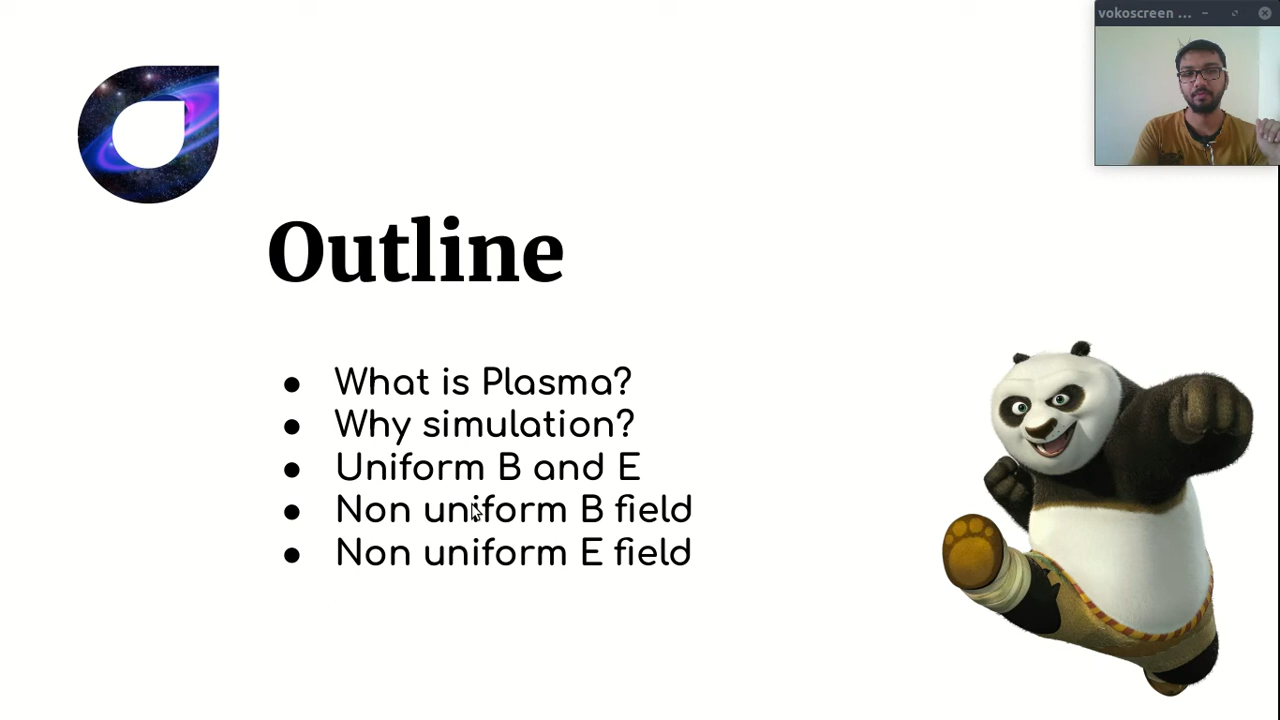 vokoscreen ...
Outline
● What is Plasma?
● Why simulation?
● Uniform B and E
● Non uniform B field
● Non uniform E field